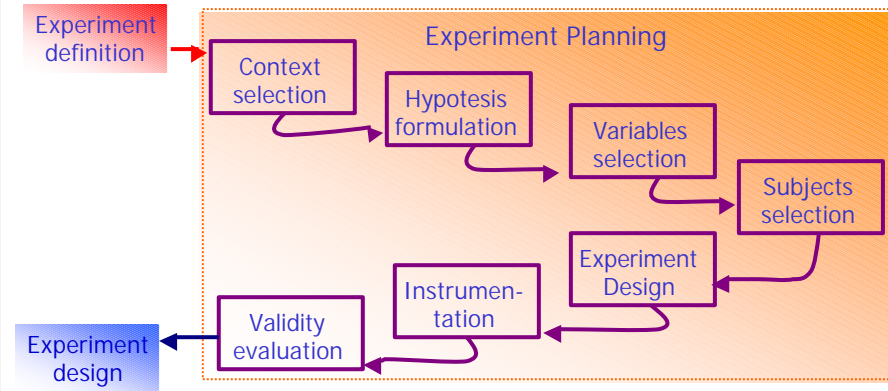 Experiment
definition
Experiment Planning
Context
selection
Hypotesis
formulation
Variables
selection
Subjects
selection
Experiment
Design
Instrumen-
tation
Validity
evaluation
Experiment
design